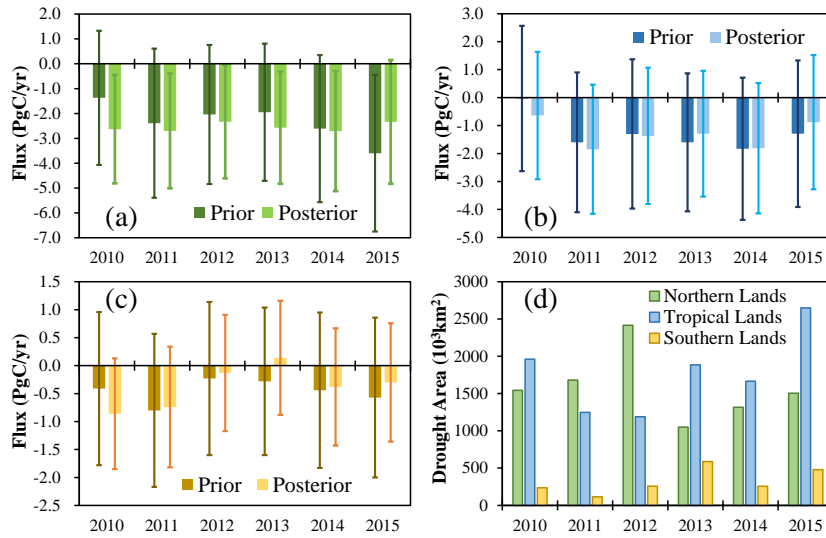 2.0
1.0
0.0
-1.0
-2.0
-3.0
-4.0
-5.0
-6.0
-7.0
Flux (PgC/yr)
(a)
Prior
Posterior
2010 2011 2012 2013 2014 2015
3.0
2.0
1.0
0.0
-1.0
-2.0
-3.0
-4.0
-5.0
Flux (PgC/yr)
Prior
Posterior
(b)
2010 2011 2012 2013 2014 2015
1.5
1.0
0.5
0.0
-0.5
-1.0
-1.5
-2.0
-2.5
Flux (PgC/yr)
(c)
Prior
Posterior
2010 2011 2012 2013 2014 2015
3000
2500
2000
1500
1000
500
0
Drought Area (10³km²)
(d)
Northern Lands
Tropical Lands
Southern Lands
2010 2011 2012 2013 2014 2015